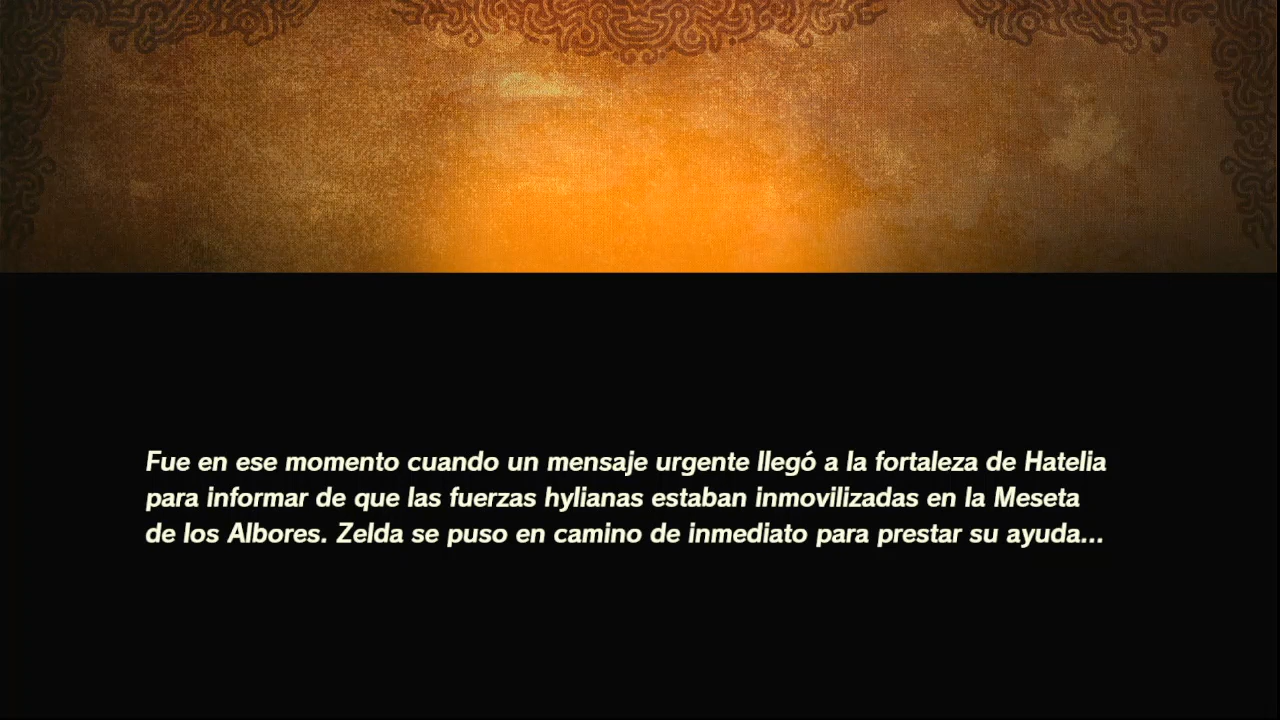 Fue en ese momento cuando un mensaje urgente llegó a la fortaleza de Hatelia
para informar de que las fuerzas hylianas estaban inmovilizadas en la Meseta
de los Albores. Zelda se puso en camino de inmediato para prestar su ayuda...